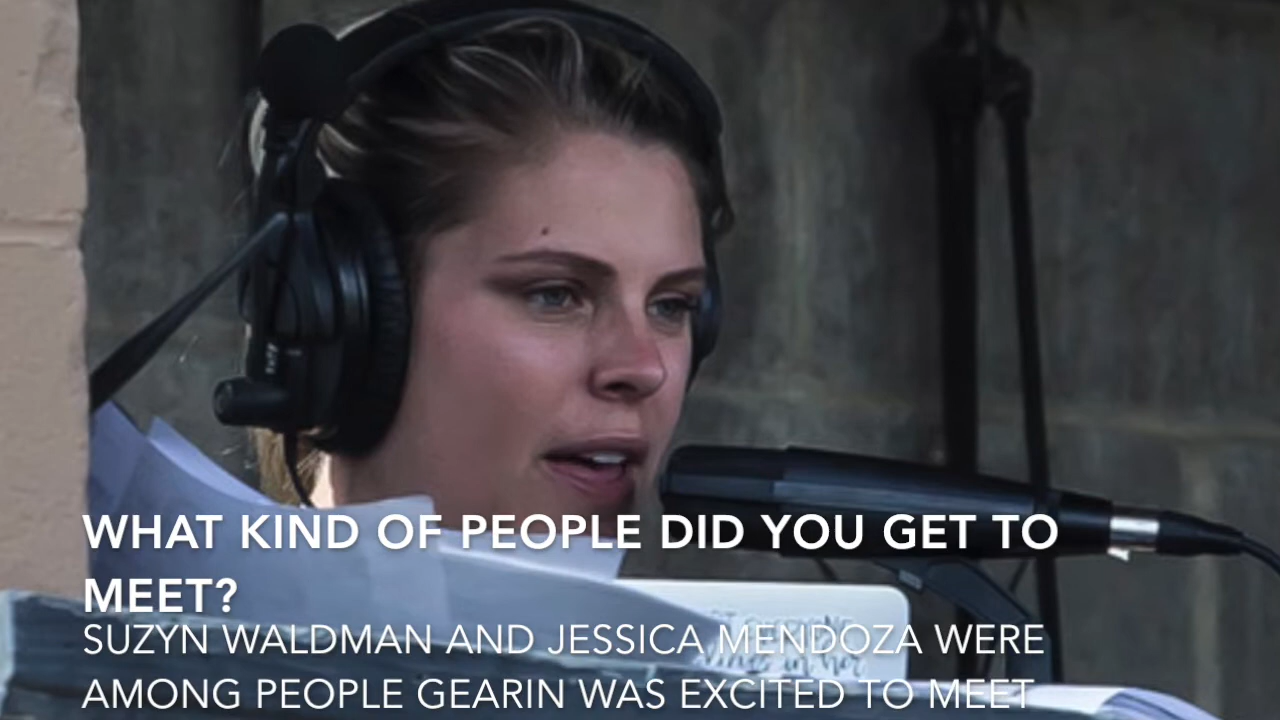 WHAT KIND OF PEOPLE DID YOU GET TO
MEET?
SUZYN WALDMAN AND JESSICA MENDOZA WERE
AMONG PEOPLE GEARIN WAS EXCITED TO MEET